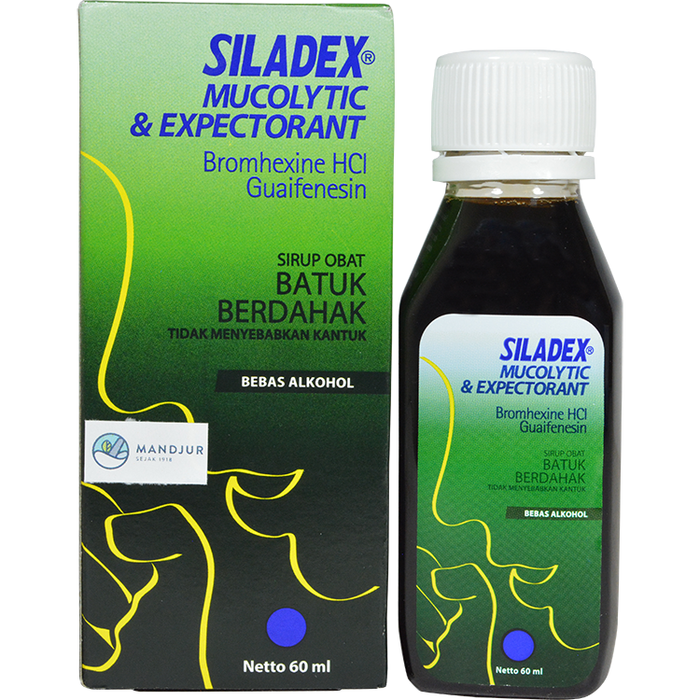 SILADEX®
MUCOLYTIC
& EXPECTORANT
Bromhexine HCl
Guaifenesin
SIRUP OBAT
BATUK
BERDAHAK
TIDAK MENYEBABKAN KANTUK
BEBAS ALKOHOL
MANDJUR
SEJAK 1918
Netto 60 ml
SILADEX®
MUCOLYTIC
& EXPECTORANT
Bromhexine HCl
Guaifenesin
SIRUP OBAT
BATUK
BERDAHAK
TIDAK MENYEBABKAN KANTUK
BEBAS ALKOHOL
Netto 60 ml